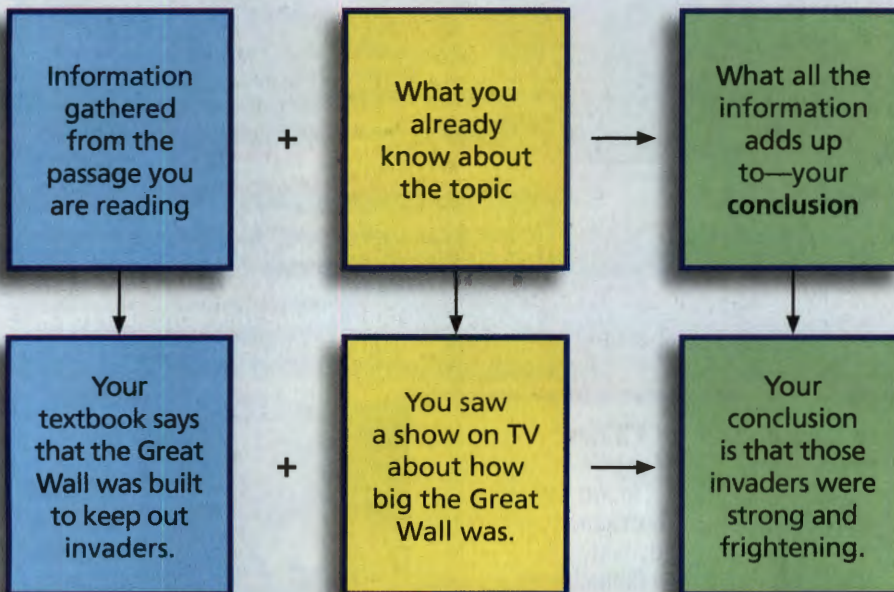 Information
gathered
from the
passage you
are reading
+
What you
already
know about
the topic
What all the
information
adds up
to—your
conclusion
Your
textbook says
that the Great
Wall was built
to keep out
invaders.
+
You saw
a show on TV
about how
big the Great
Wall was.
Your
conclusion
is that those
invaders were
strong and
frightening.